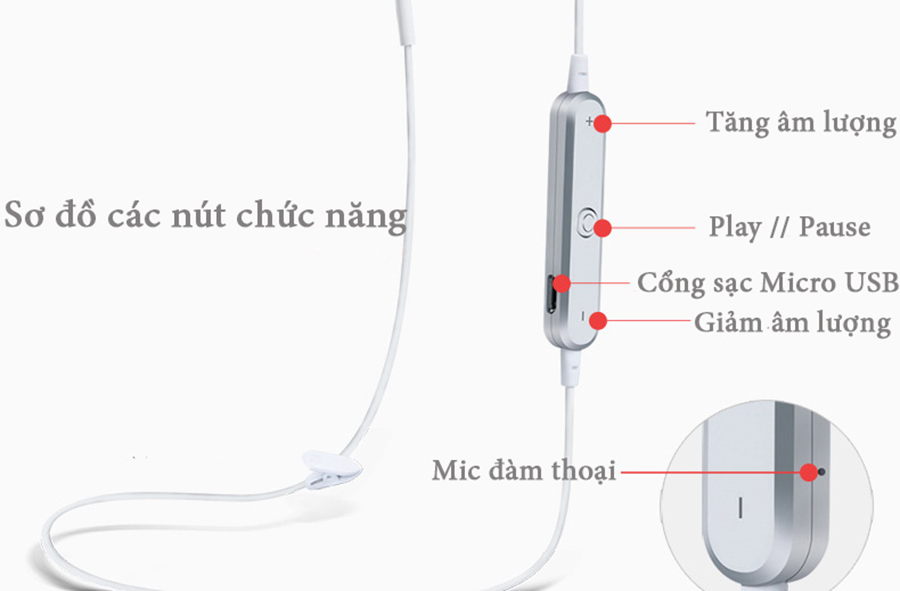 Tăng âm lượng
Sơ đồ các nút chức năng
Play // Pause
Cổng sạc Micro USB
Giảm âm lượng
Mic đàm thoại